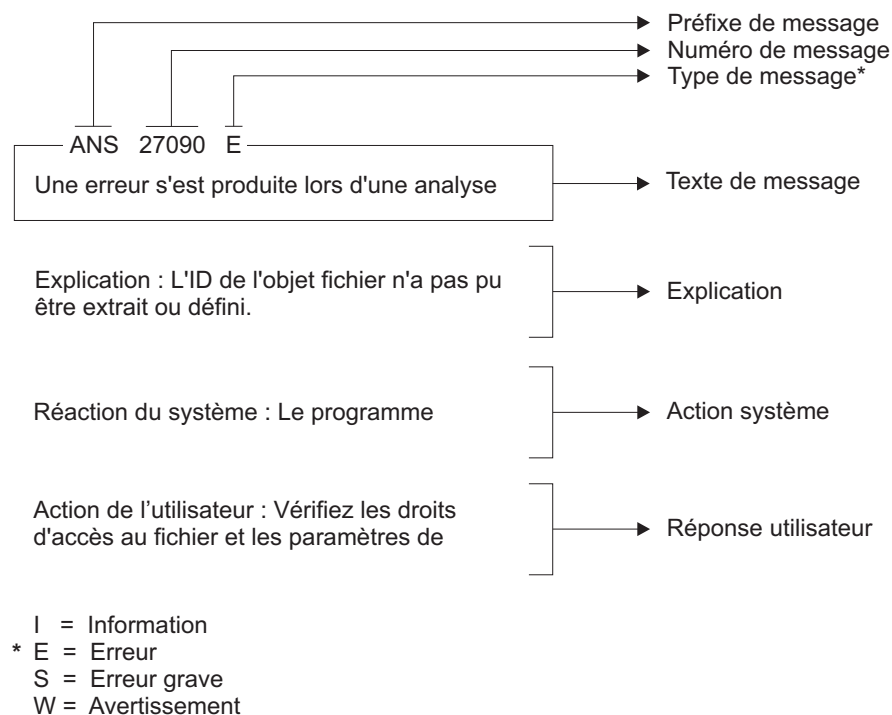 Préfixe de message
Numéro de message
Type de message*
ANS 27090 E
Une erreur s'est produite lors d'une analyse
Texte de message
Explication : L'ID de l'objet fichier n'a pas pu
être extrait ou défini.
Explication
Réaction du système : Le programme
Action système
Action de l’utilisateur : Vérifiez les droits
d'accès au fichier et les paramètres de
Réponse utilisateur
I = Information
* E = Erreur
S = Erreur grave
W = Avertissement